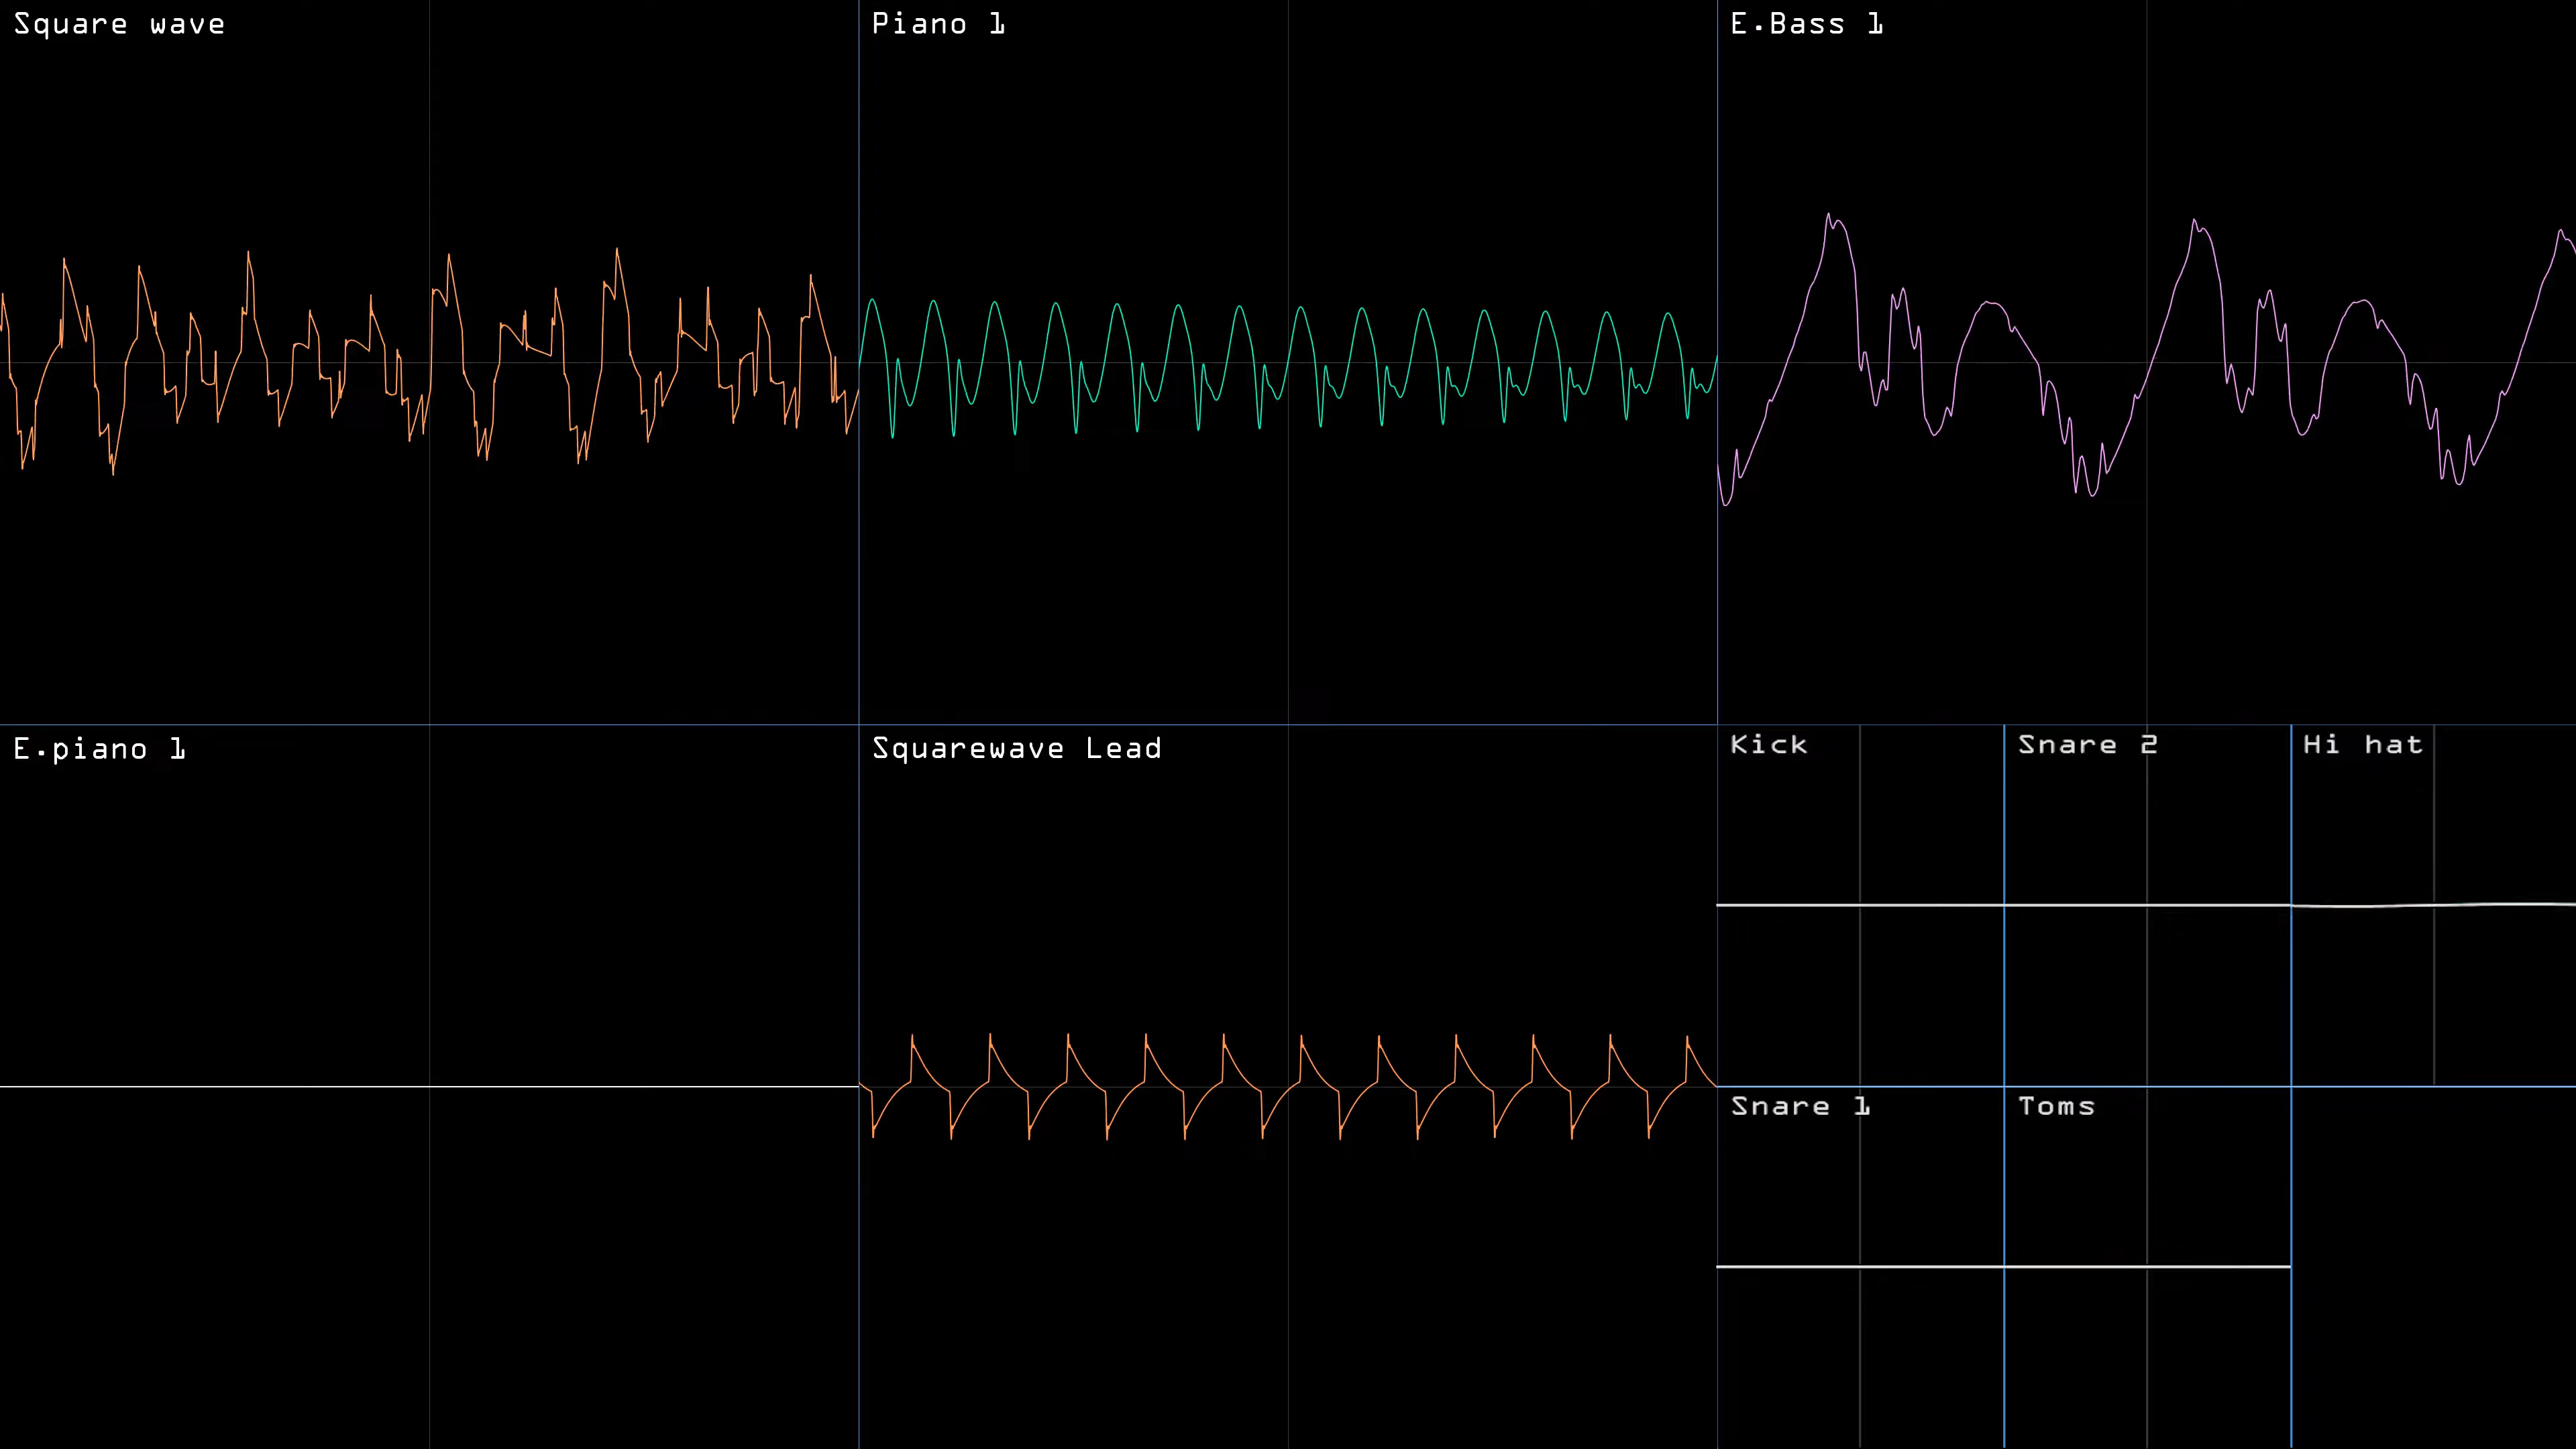 Square wave
Piano 1
E.Bass 1
E.piano 1
Squarewave Lead
Kick
Snare 2
Hi hat
Snare 1
Toms